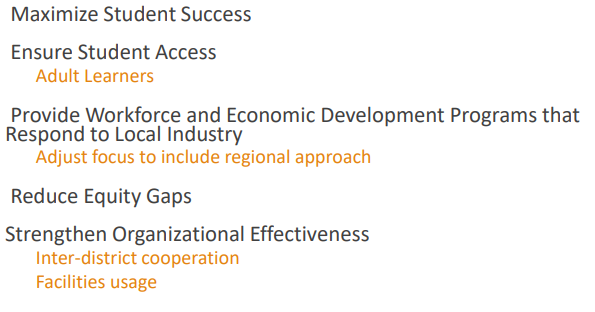 Maximize Student Success
Ensure Student Access
Adult Learners
Provide Workforce and Economic Development Programs that
Respond to Local Industry
Adjust focus to include regional approach
Reduce Equity Gaps
Strengthen Organizational Effectiveness
Inter-district cooperation
Facilities usage